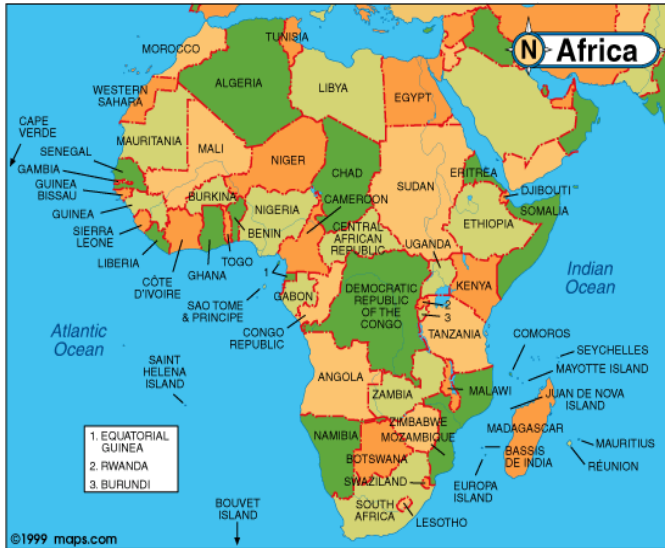 N Africa
TUNISIA
MOROCCO
ALGERIA
LIBYA
EGYPT
WESTERN
SAHARA
CAPE
VERDE
MAURITANIA
MALI
NIGER
CHAD
SUDAN
ERITREA
DJIBOUTI
SENEGAL
GAMBIA
GUINEA
BISSAU
GUINEA
SIERRA
LEONE
LIBERIA
CÔTE
D'IVOIRE
GHANA
TOGO
BENIN
BURKINA
NIGERIA
CAMEROON
CENTRAL
AFRICAN
REPUBLIC
UGANDA
ETHIOPIA
SOMALIA
KENYA
Indian
Ocean
1
SAO TOME
& PRINCIPE
GABON
CONGO
REPUBLIC
DEMOCRATIC
REPUBLIC
OF THE
CONGO
2
3
TANZANIA
Atlantic
Ocean
SAINT
HELENA
ISLAND
COMOROS
SEYCHELLES
MAYOTTE ISLAND
JUAN DE NOVA
ISLAND
ANGOLA
ZAMBIA
MALAWI
ZIMBABWE
MOZAMBIQUE
MADAGASCAR
MAURITIUS
RÉUNION
BASSIS
DE INDIA
EUROPA
ISLAND
NAMIBIA
BOTSWANA
SWAZILAND
SOUTH
AFRICA
LESOTHO
1. EQUATORIAL
GUINEA
2. RWANDA
3. BURUNDI
BOUVET
ISLAND
©1999 maps.com